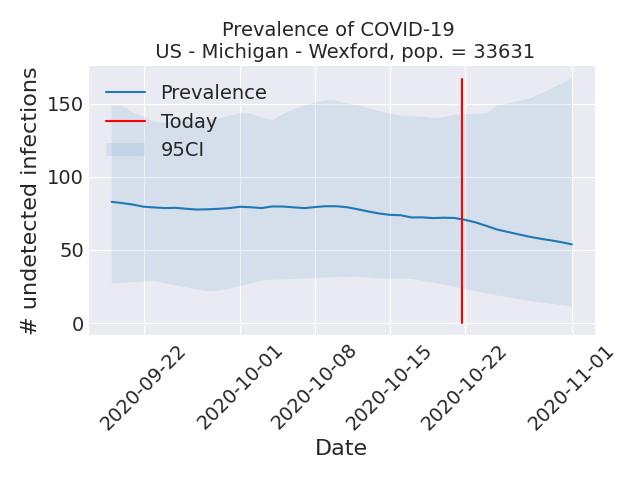 Prevalence of COVID-19
US - Michigan - Wexford, pop. = 33631
# undetected infections
150
100
50
0
Prevalence
Today
95CI
2020-09-22
2020-10-01
2020-10-08
2020-10-15
2020-10-22
2020-11-01
Date